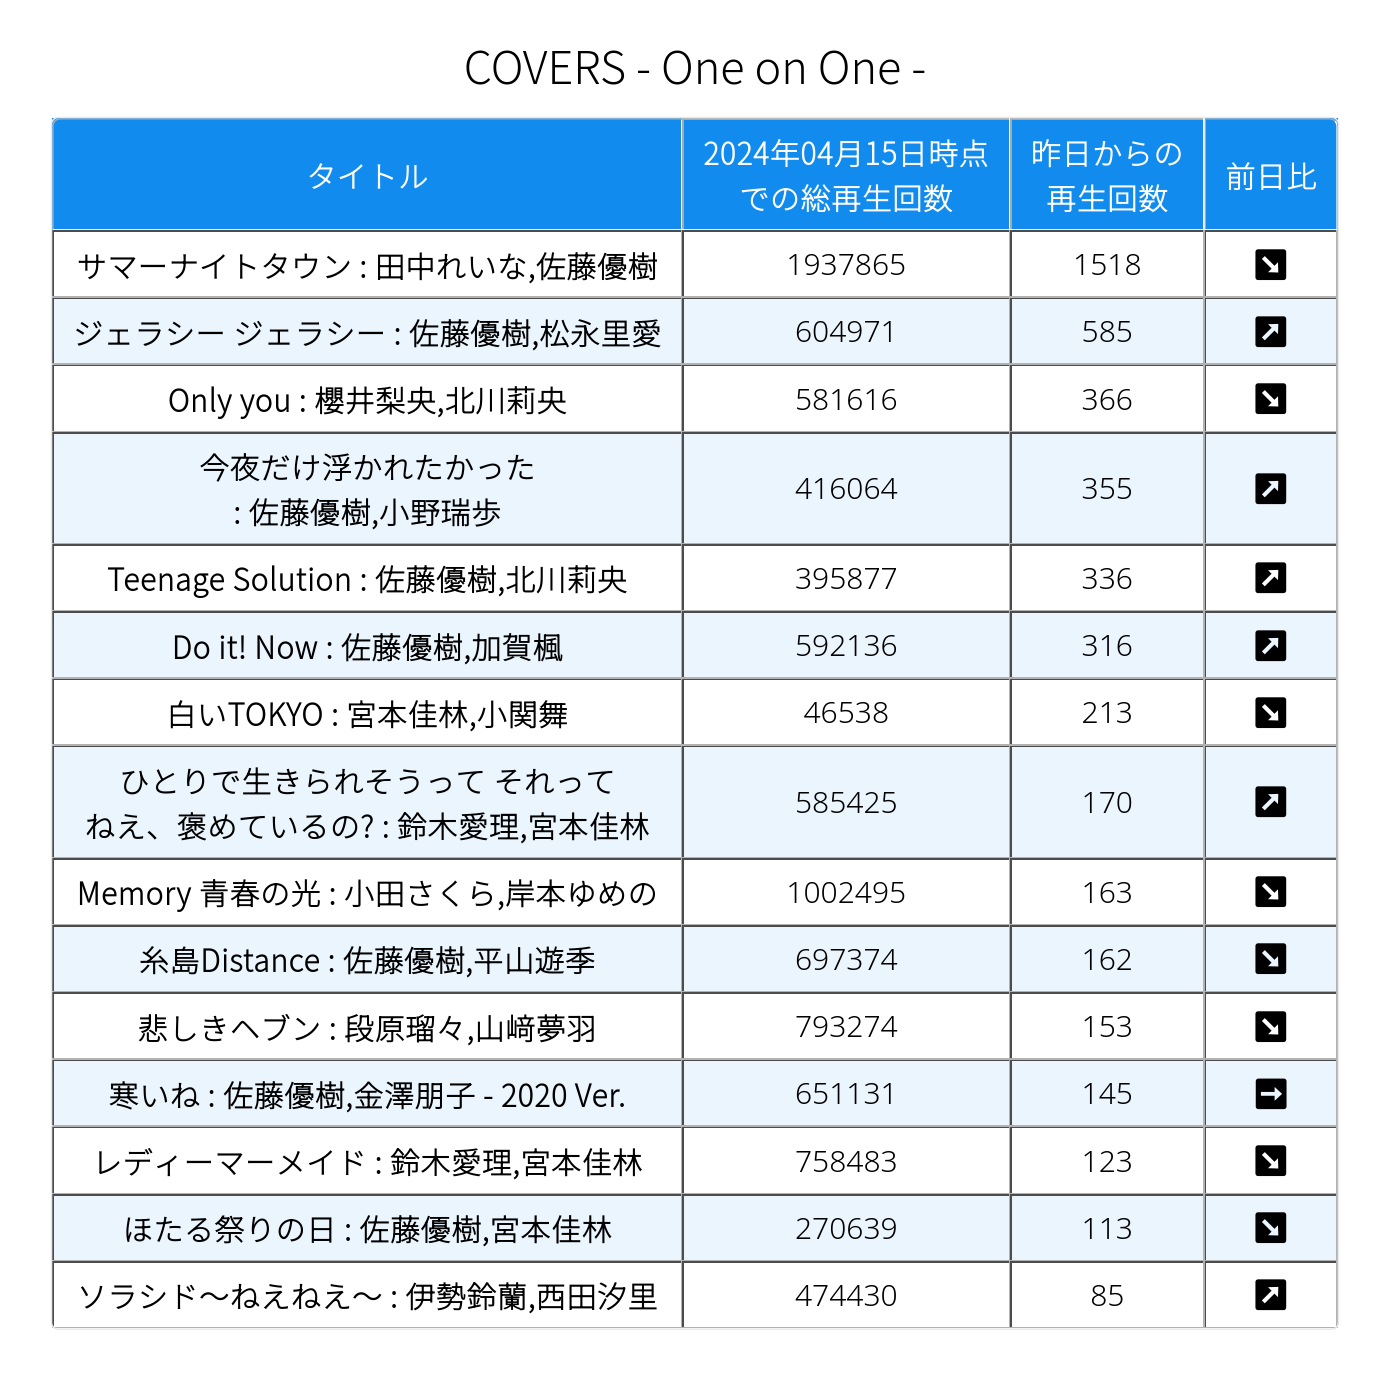 COVERS - One on One -
タイトル
2024年04月15日時点
での総再生回数
昨日からの
再生回数
前日比
サマーナイトタウン : 田中れいな,佐藤優樹 1937865 1518 ↘
ジェラシー ジェラシー : 佐藤優樹,松永里愛 604971 585 ↗
Only you : 櫻井梨央,北川莉央 581616 366 ↘
今夜だけ浮かれたかった
: 佐藤優樹,小野瑞歩 416064 355 ↗
Teenage Solution : 佐藤優樹,北川莉央 395877 336 ↗
Do it! Now : 佐藤優樹,加賀楓 592136 316 ↗
白いTOKYO : 宮本佳林,小関舞 46538 213 ↘
ひとりで生きられそうって それって
ねえ、褒めているの? : 鈴木愛理,宮本佳林 585425 170 ↗
Memory 青春の光 : 小田さくら,岸本ゆめの 1002495 163 ↘
糸島Distance : 佐藤優樹,平山遊季 697374 162 ↘
悲しきヘブン : 段原瑠々,山﨑夢羽 793274 153 ↘
寒いね : 佐藤優樹,金澤朋子 - 2020 Ver. 651131 145 →
レディーマーメイド : 鈴木愛理,宮本佳林 758483 123 ↘
ほたる祭りの日 : 佐藤優樹,宮本佳林 270639 113 ↘
ソラシド〜ねえねえ〜 : 伊勢鈴蘭,西田汐里 474430 85 ↗